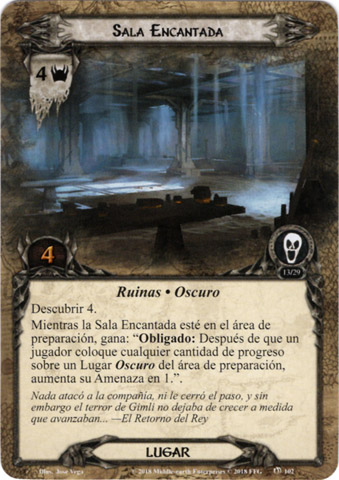 Sala Encantada
4
4
13/29
Ruinas • Oscuro
Descubrir 4.
Mientras la Sala Encantada esté en el área de
preparación, gana: “Obligado: Después de que un
jugador coloque cualquier cantidad de progreso
sobre un Lugar Oscuro del área de preparación,
aumenta su Amenaza en 1.”.
Nada atacó a la compañía, ni le cerró el paso, y sin
embargo el terror de Gimli no dejaba de crecer a medida
que avanzaban... —El Retorno del Rey
LUGAR
Ilus. José Vega
2018 Middle-earth Enterprises © 2018 FFG
102